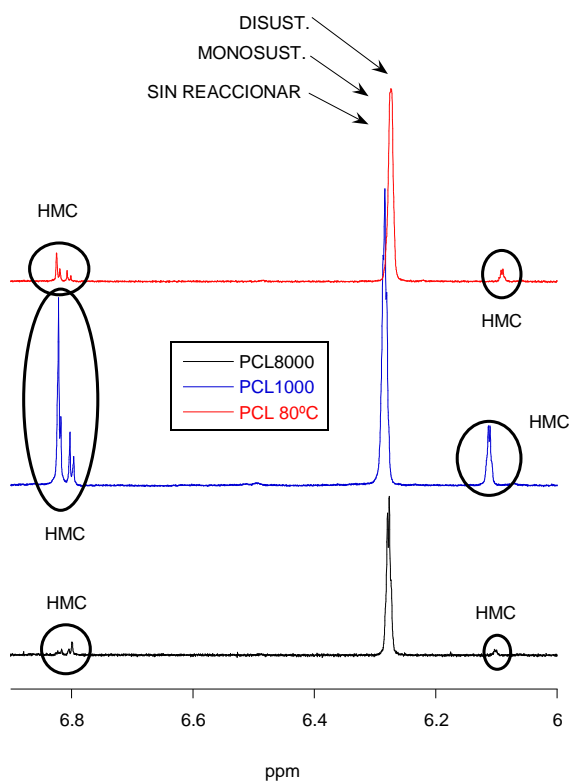 DISUST.
MONOSUST.
SIN REACCIONAR
HMC
HMC
PCL8000
PCL1000
PCL 80ºC
HMC
HMC
HMC
HMC
6.8 6.6 6.4 6.2 6
ppm